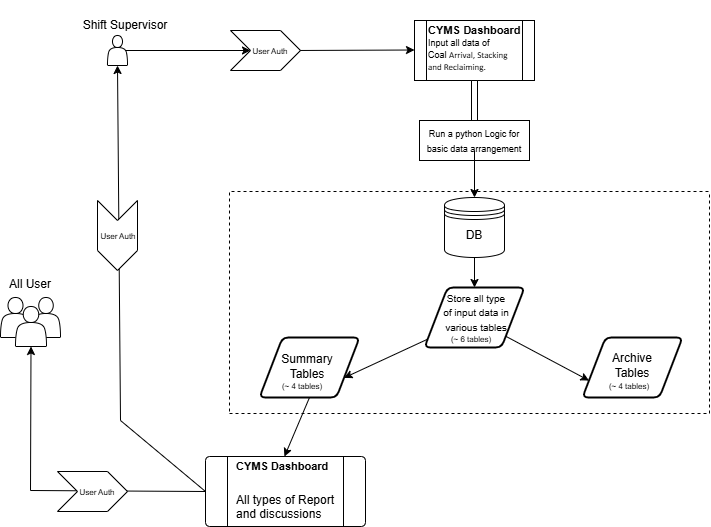 Shift Supervisor
User Auth
CYMS Dashboard
Input all data of
Coal Arrival, Stacking
and Reclaiming.
Run a python Logic for
basic data arrangement
User Auth
DB
All User
Store all type
of input data in
various tables
(~ 6 tables)
Summary
Tables
(~ 4 tables)
Archive
Tables
(~ 4 tables)
CYMS Dashboard
All types of Report
and discussions
User Auth